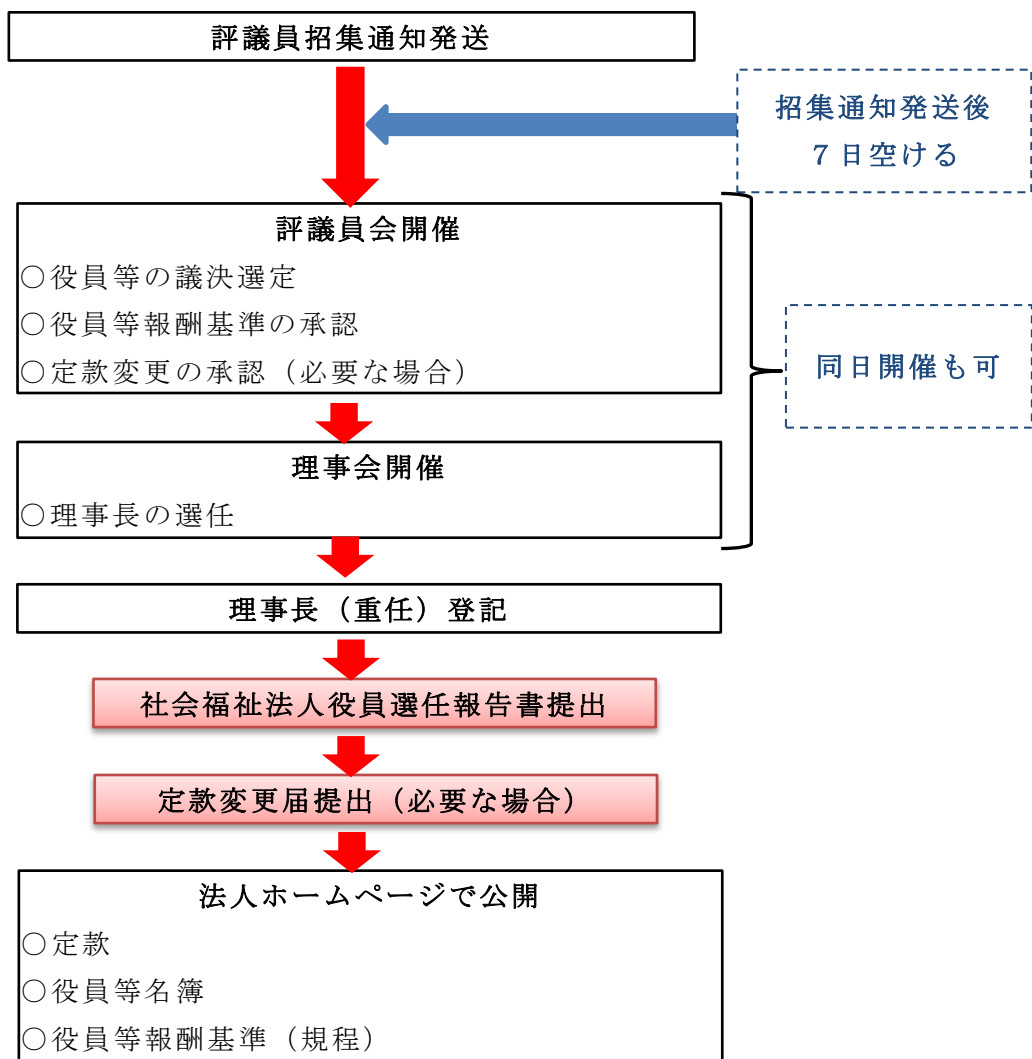 評議員招集通知発送
招集通知発送後
７日空ける
評議員会開催
○役員等の議決選定
○役員等報酬基準の承認
○定款変更の承認（必要な場合）
同日開催も可
理事会開催
○理事長の選任
理事長（重任）登記
社会福祉法人役員選任報告書提出
定款変更届提出（必要な場合）
法人ホームページで公開
○定款
○役員等名簿
○役員等報酬基準（規程）